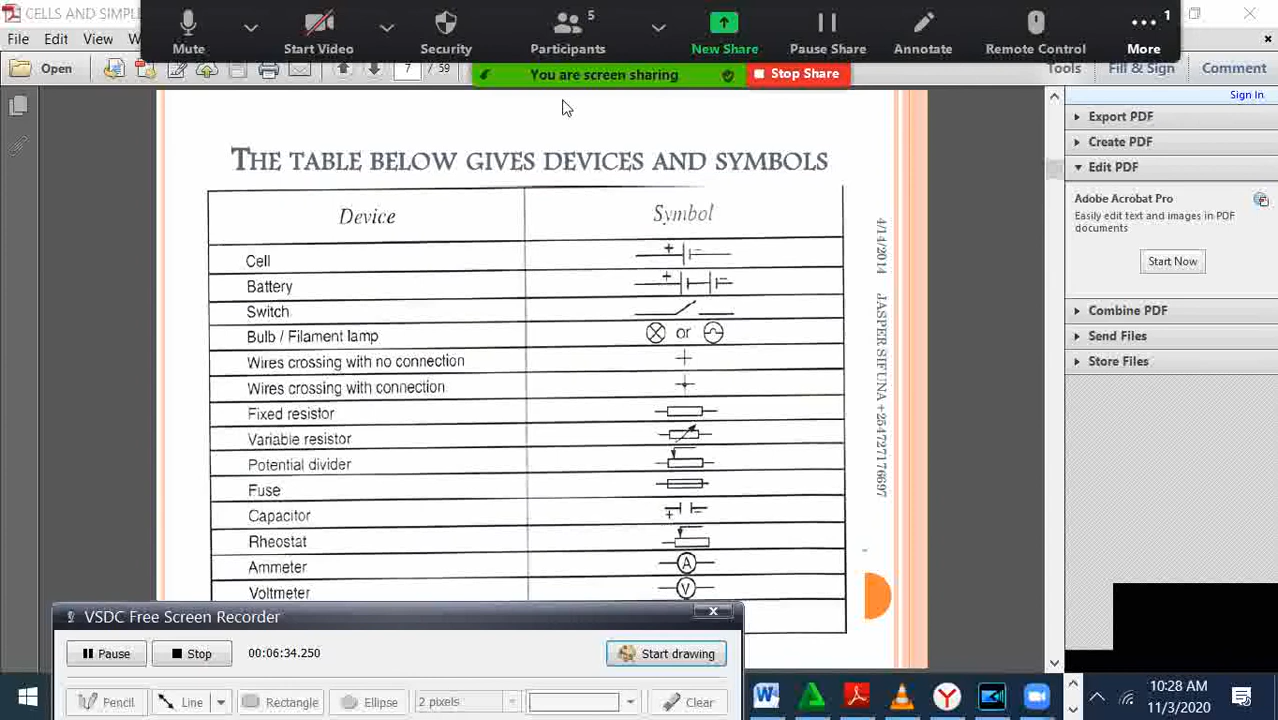 CELLS AND SIMP
5
1
Mute
Start Video
Security
Participants
New Share
Pause Share
Annotate
Remote Control
More
File Edit View W
Open
7 / 59
You are screen sharing
Stop Share
Tools Fill & Sign Comment
Sign In
Export PDF
Create PDF
Edit PDF
Adobe Acrobat Pro
Easily edit text and images in PDF
documents
Start Now
Combine PDF
Send Files
Store Files
THE TABLE BELOW GIVES DEVICES AND SYMBOLS
Device Symbol
Cell + −
Battery + −
Switch
Bulb / Filament lamp or
Wires crossing with no connection
Wires crossing with connection
Fixed resistor
Variable resistor
Potential divider
Fuse
Capacitor +
Rheostat
Ammeter A
Voltmeter V
4/14/2014 JASPER SIFUNA +254727176697
VSDC Free Screen Recorder
Pause Stop 00:06:34.250 Start drawing
Pencil Line Rectangle Ellipse 2 pixels Clear
10:28 AM
11/3/2020